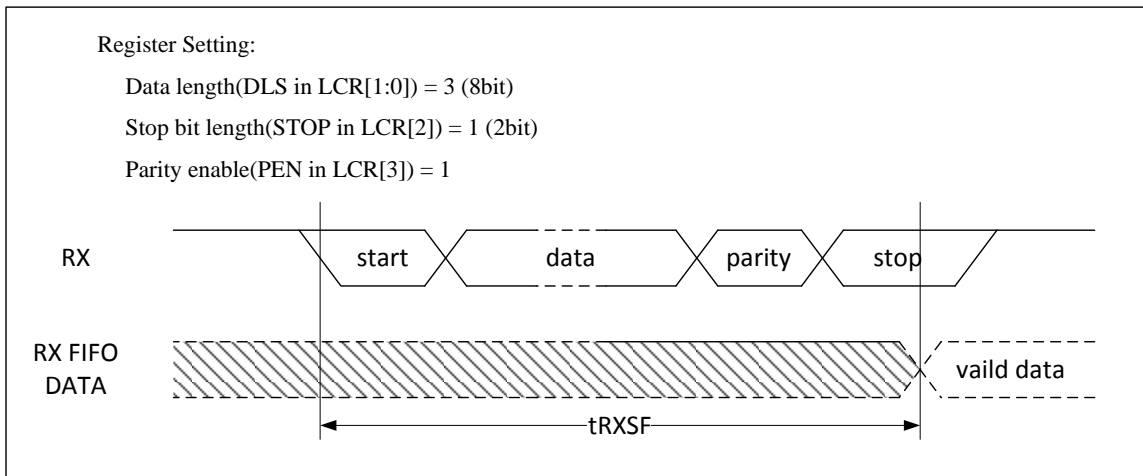 Register Setting:
Data length(DLS in LCR[1:0]) = 3 (8bit)
Stop bit length(STOP in LCR[2]) = 1 (2bit)
Parity enable(PEN in LCR[3]) = 1
RX start data parity stop
RX FIFO
DATA
vaild data
tRXSF